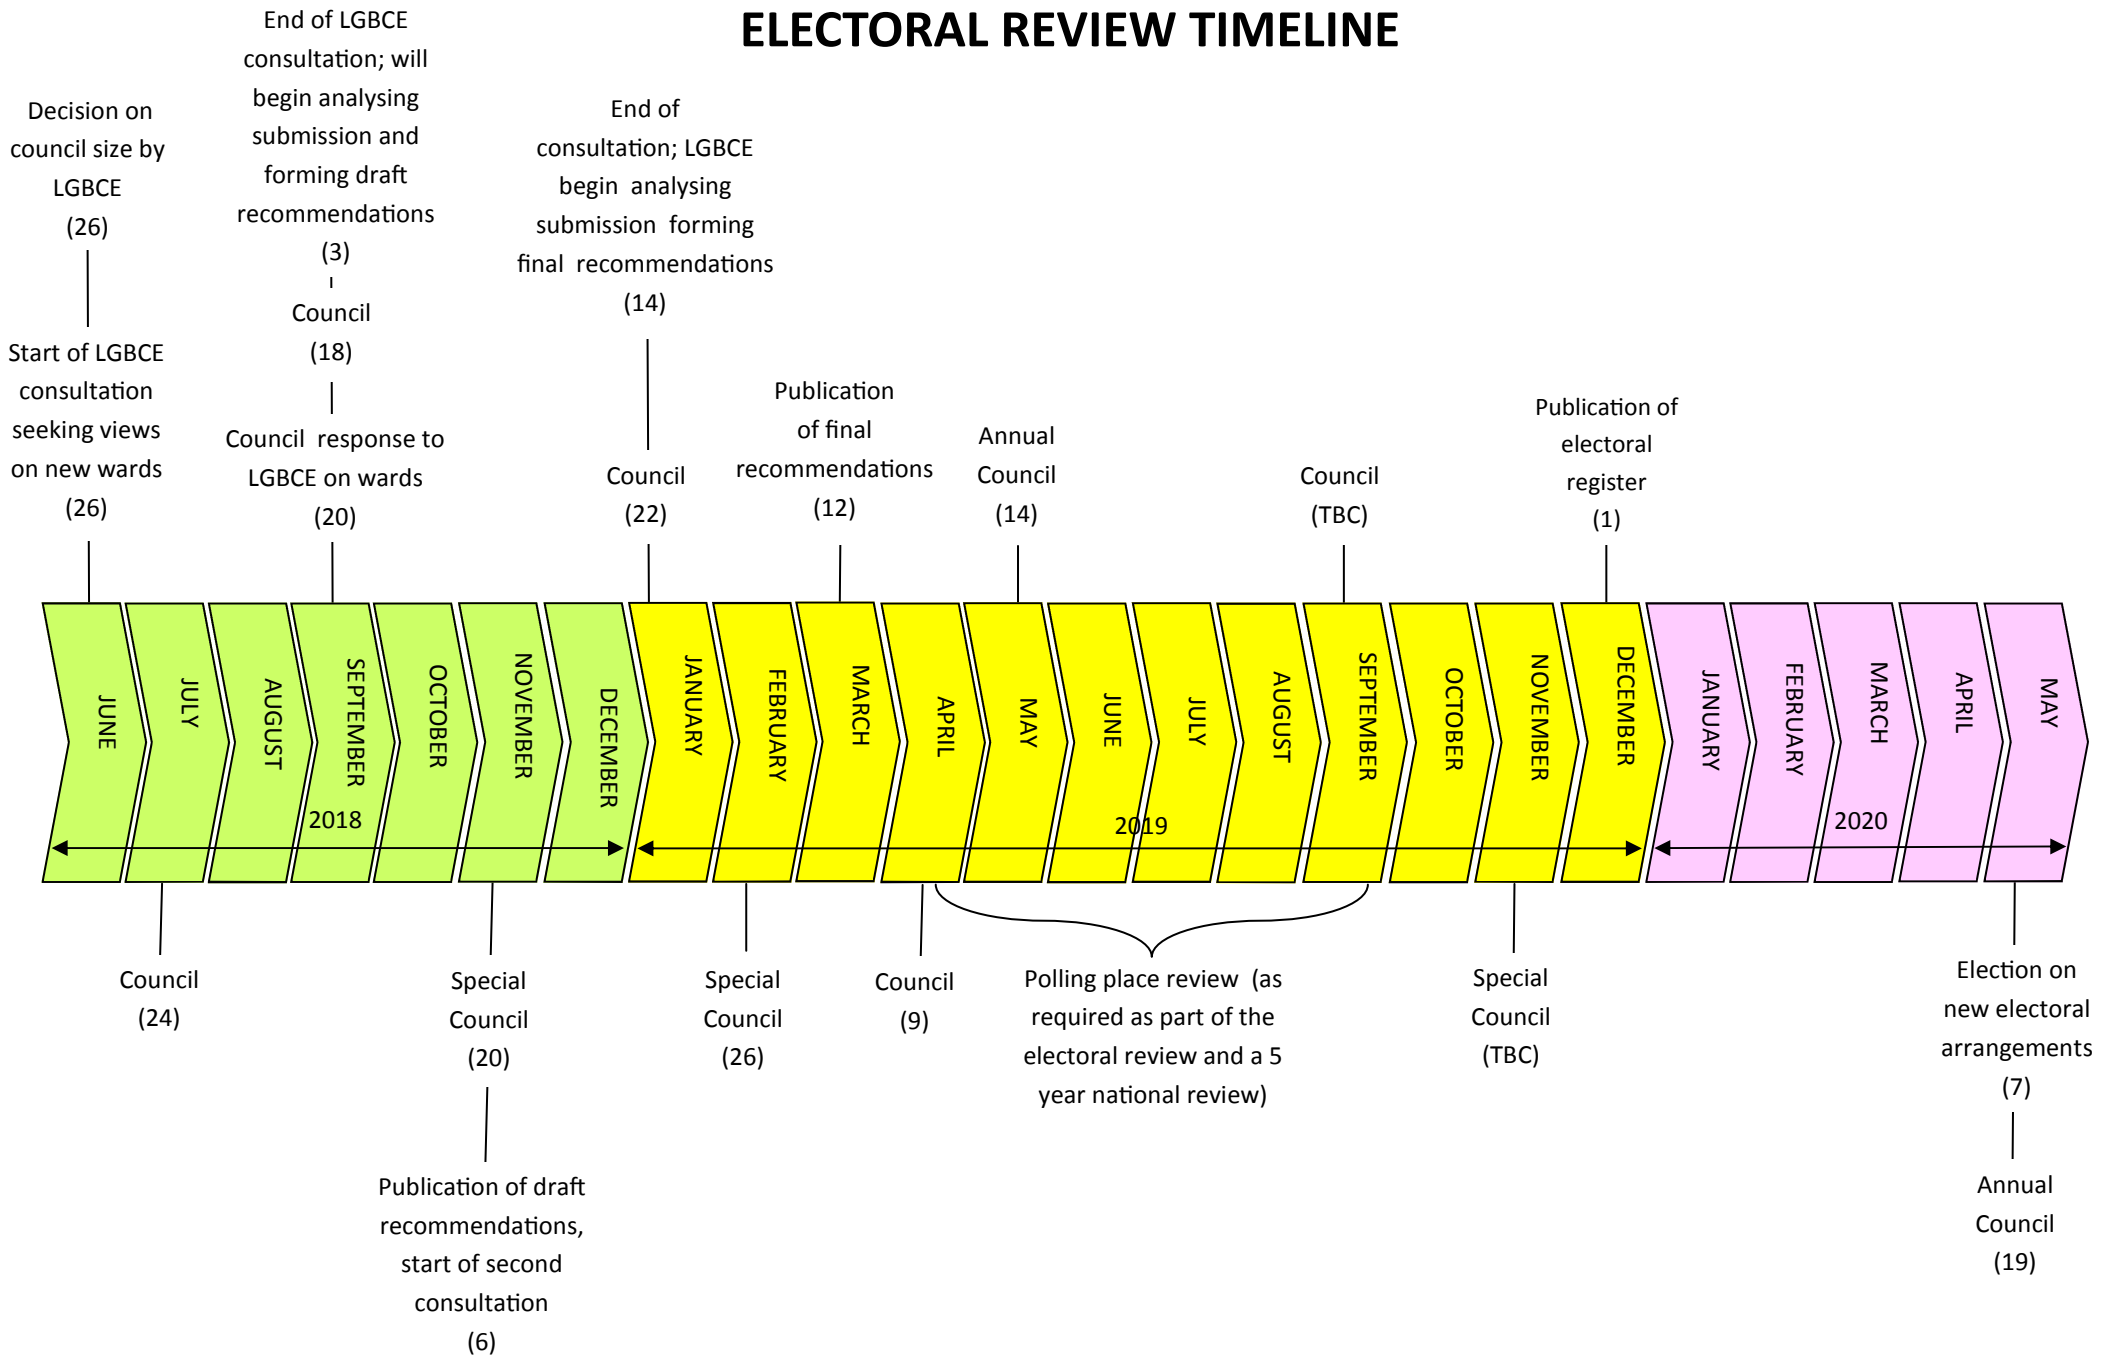 ELECTORAL REVIEW TIMELINE
Decision on
council size by
LGBCE
(26)
Start of LGBCE
consultation
seeking views
on new wards
(26)
End of LGBCE
consultation; will
begin analysing
submission and
forming draft
recommendations
(3)
Council
(18)
Council response to
LGBCE on wards
(20)
End of
consultation; LGBCE
begin analysing
submission forming
final recommendations
(14)
Council
(22)
Publication
of final
recommendations
(12)
Annual
Council
(14)
Council
(TBC)
Publication of
electoral
register
(1)
JUNE
JULY
AUGUST
SEPTEMBER
OCTOBER
NOVEMBER
DECEMBER
JANUARY
FEBRUARY
MARCH
APRIL
MAY
JUNE
JULY
AUGUST
SEPTEMBER
OCTOBER
NOVEMBER
DECEMBER
JANUARY
FEBRUARY
MARCH
APRIL
MAY
2018
2019
2020
Council
(24)
Special
Council
(20)
Publication of draft
recommendations,
start of second
consultation
(6)
Special
Council
(26)
Council
(9)
Polling place review (as
required as part of the
electoral review and a 5
year national review)
Special
Council
(TBC)
Election on
new electoral
arrangements
(7)
Annual
Council
(19)